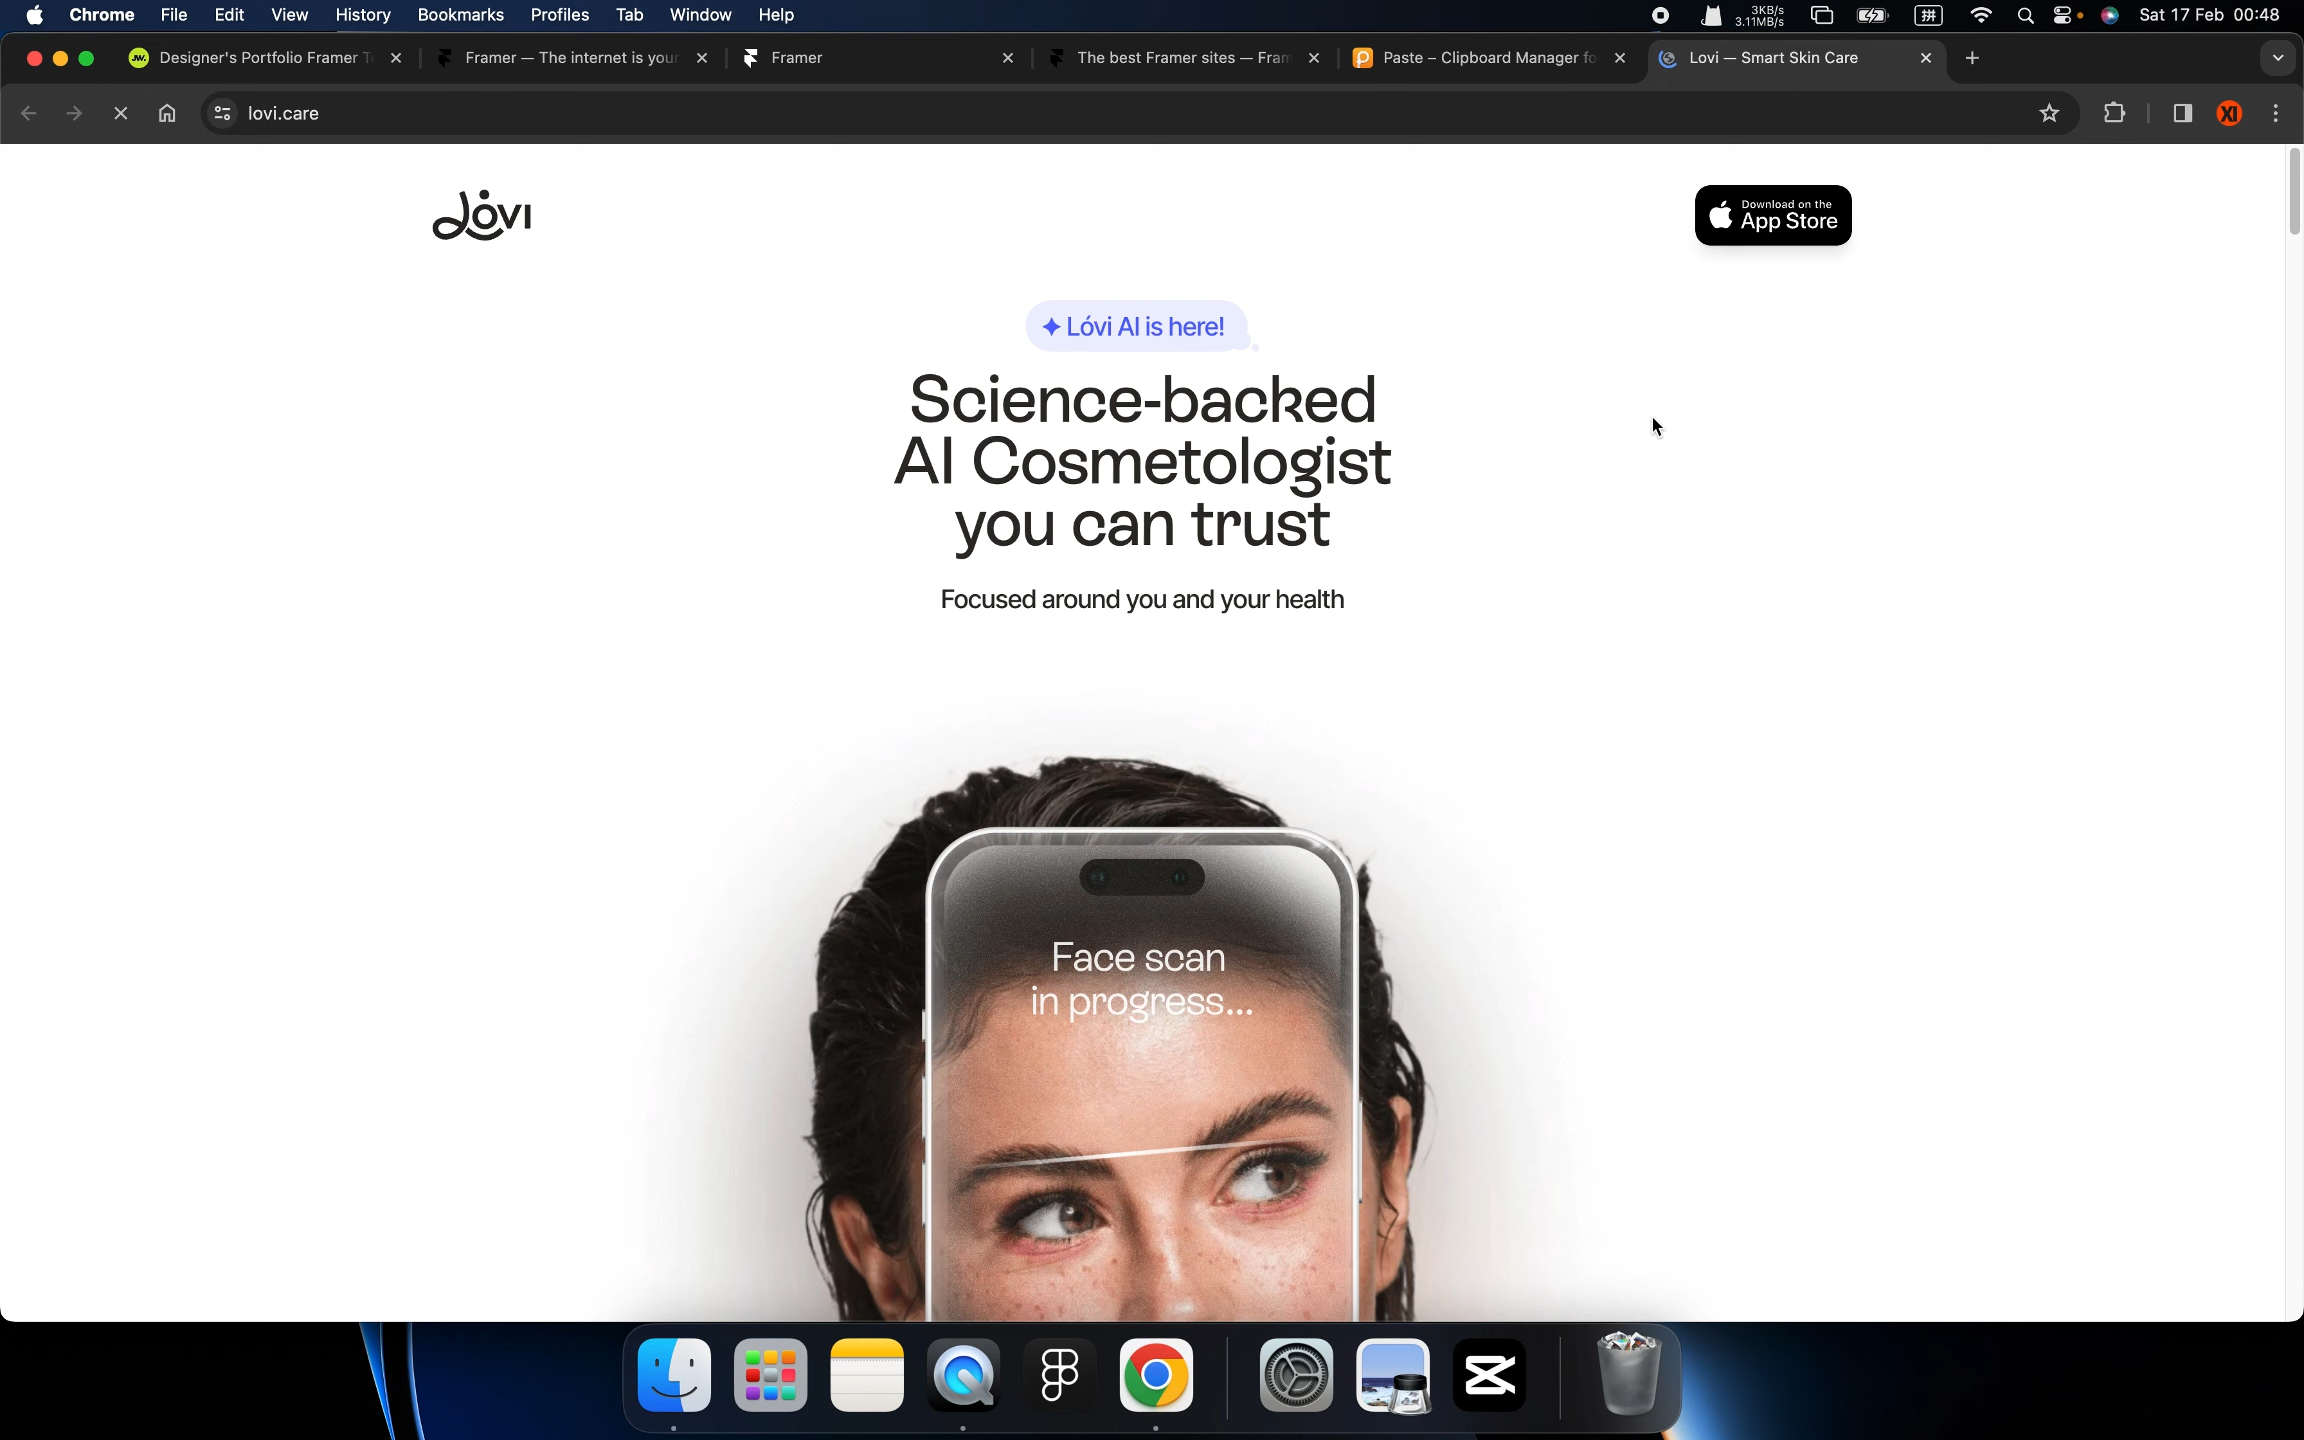 Chrome File Edit View History Bookmarks Profiles Tab Window Help
3KB/s
3.11MB/s
Sat 17 Feb 00:48
JW. Designer's Portfolio Framer
Framer — The internet is your
Framer
The best Framer sites — Fram
Paste – Clipboard Manager fo
Lovi — Smart Skin Care
lovi.care
XI
lóvi
Download on the
App Store
Lóvi AI is here!
Science-backed
AI Cosmetologist
you can trust
Focused around you and your health
Face scan
in progress...